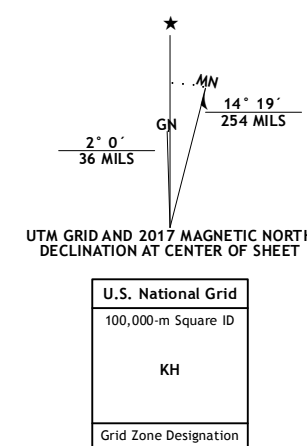 ★
MN
GN
14° 19´
254 MILS
2° 0´
36 MILS
UTM GRID AND 2017 MAGNETIC NORTH
DECLINATION AT CENTER OF SHEET
U.S. National Grid
100,000-m Square ID
KH
Grid Zone Designation